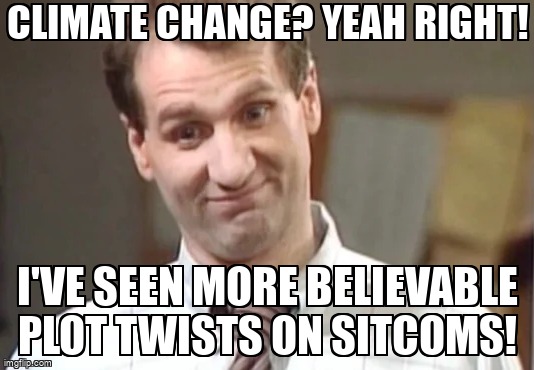 CLIMATE CHANGE? YEAH RIGHT!
I'VE SEEN MORE BELIEVABLE
PLOT TWISTS ON SITCOMS!
imgflip.com